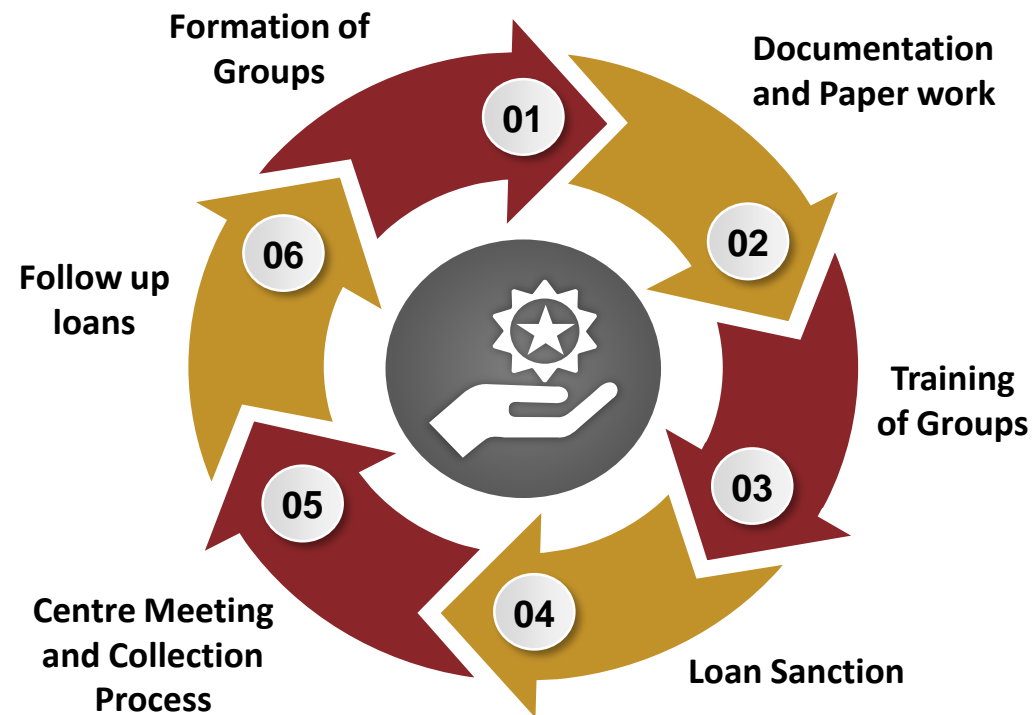 Formation of
Groups
01
Documentation
and Paper work
02
Training
of Groups
03
Loan Sanction
04
Centre Meeting
and Collection
Process
05
Follow up
loans
06